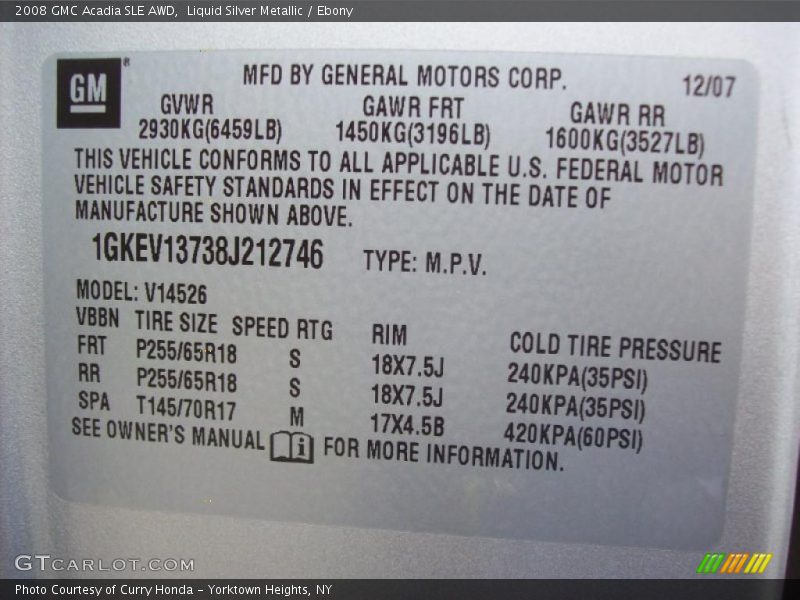 2008 GMC Acadia SLE AWD,  Liquid Silver Metallic / Ebony
GM ®
MFD BY GENERAL MOTORS CORP.
12/07
GVWR GAWR FRT GAWR RR
2930KG(6459LB) 1450KG(3196LB) 1600KG(3527LB)
THIS VEHICLE CONFORMS TO ALL APPLICABLE U.S. FEDERAL MOTOR
VEHICLE SAFETY STANDARDS IN EFFECT ON THE DATE OF
MANUFACTURE SHOWN ABOVE.
1GKEV13738J212746 TYPE: M.P.V.
MODEL: V14526
VBBN TIRE SIZE SPEED RTG RIM COLD TIRE PRESSURE
FRT P255/65R18 S 18X7.5J 240KPA(35PSI)
RR P255/65R18 S 18X7.5J 240KPA(35PSI)
SPA T145/70R17 M 17X4.5B 420KPA(60PSI)
SEE OWNER'S MANUAL i FOR MORE INFORMATION.
GTCARLOT.COM
Photo Courtesy of Curry Honda - Yorktown Heights, NY